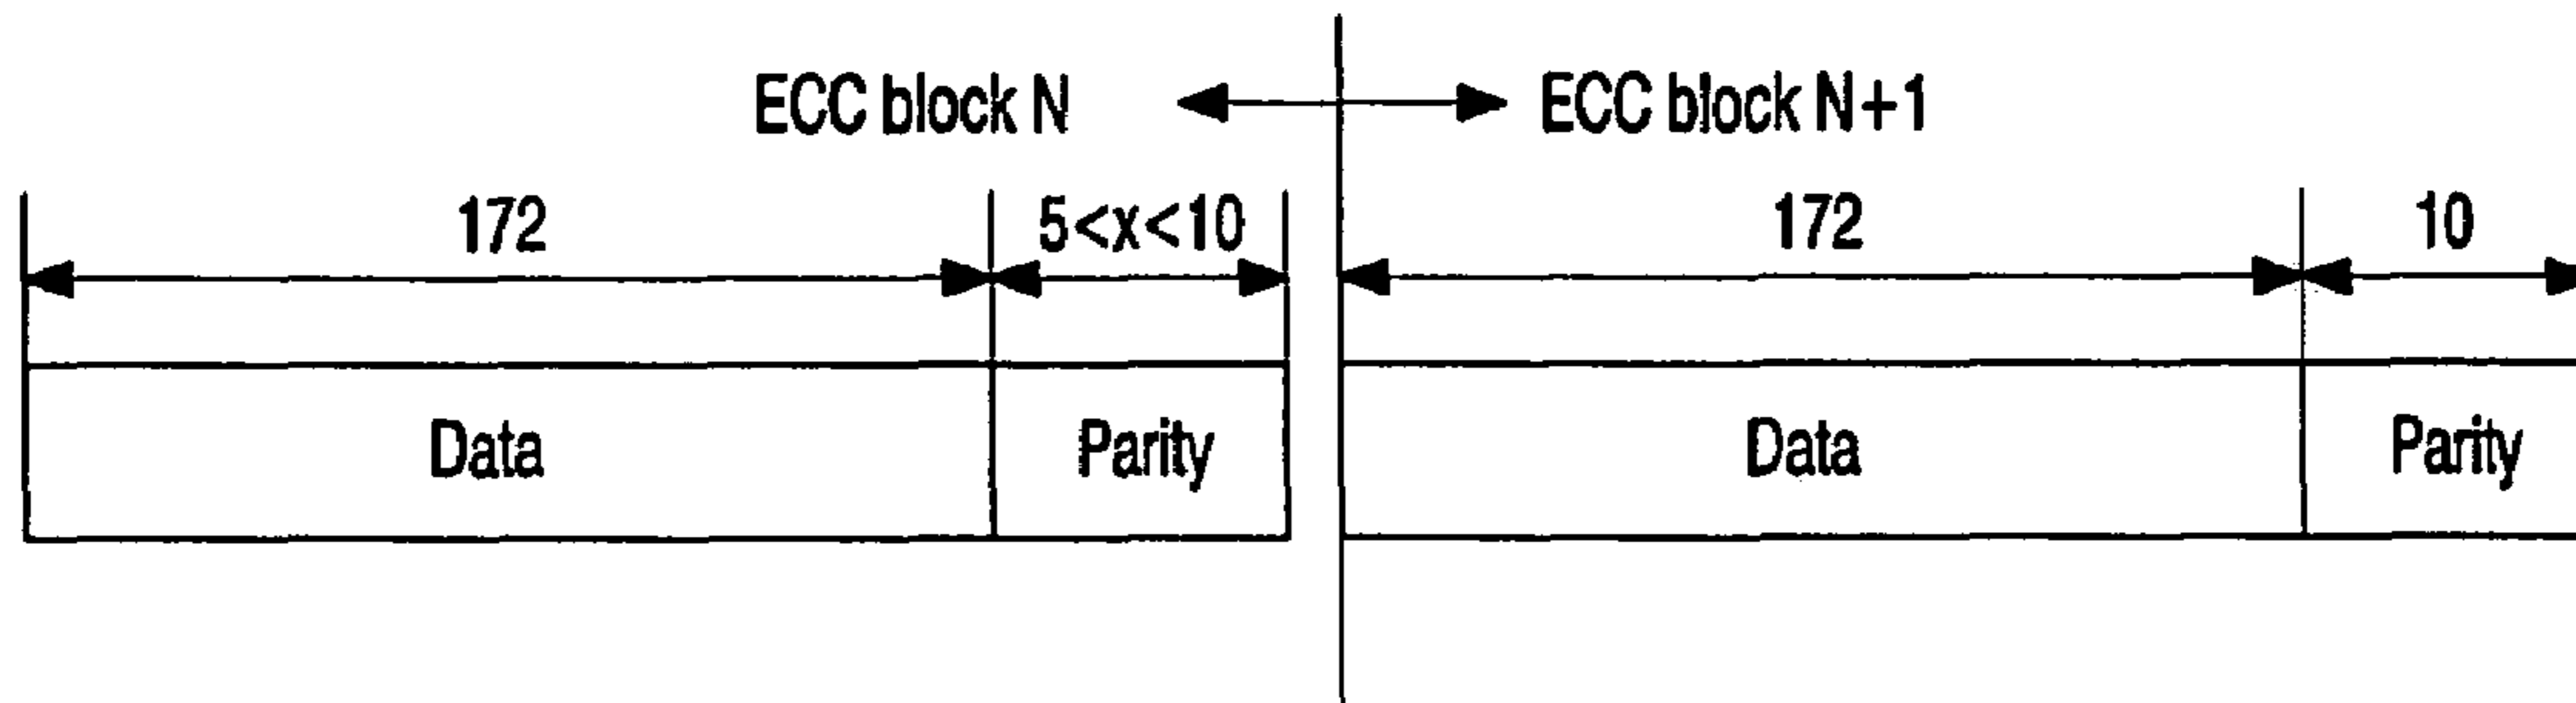 ECC block N
ECC block N+1
172
5<x<10
172
10
Data
Parity
Data
Parity